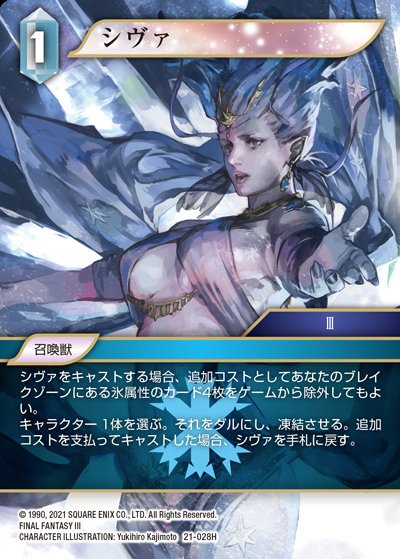 1
シヴァ
Ⅲ
召喚獣
シヴァをキャストする場合、追加コストとしてあなたのブレイ
クゾーンにある氷属性のカード4枚をゲームから除外してもよ
い。
キャラクター1体を選ぶ。それをダルにし、凍結させる。追加
コストを支払ってキャストした場合、シヴァを手札に戻す。
© 1990, 2021 SQUARE ENIX CO., LTD. All Rights Reserved.
FINAL FANTASY III
CHARACTER ILLUSTRATION: Yukihiro Kajimoto 21-028H